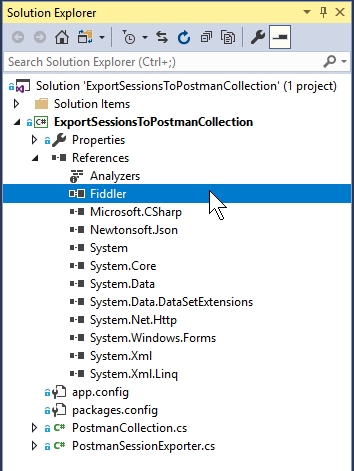 Solution Explorer
Search Solution Explorer (Ctrl+;)
Solution 'ExportSessionsToPostmanCollection' (1 project)
Solution Items
C# ExportSessionsToPostmanCollection
Properties
References
Analyzers
Fiddler
Microsoft.CSharp
Newtonsoft.Json
System
System.Core
System.Data
System.Data.DataSetExtensions
System.Net.Http
System.Windows.Forms
System.Xml
System.Xml.Linq
app.config
packages.config
C# PostmanCollection.cs
C# PostmanSessionExporter.cs